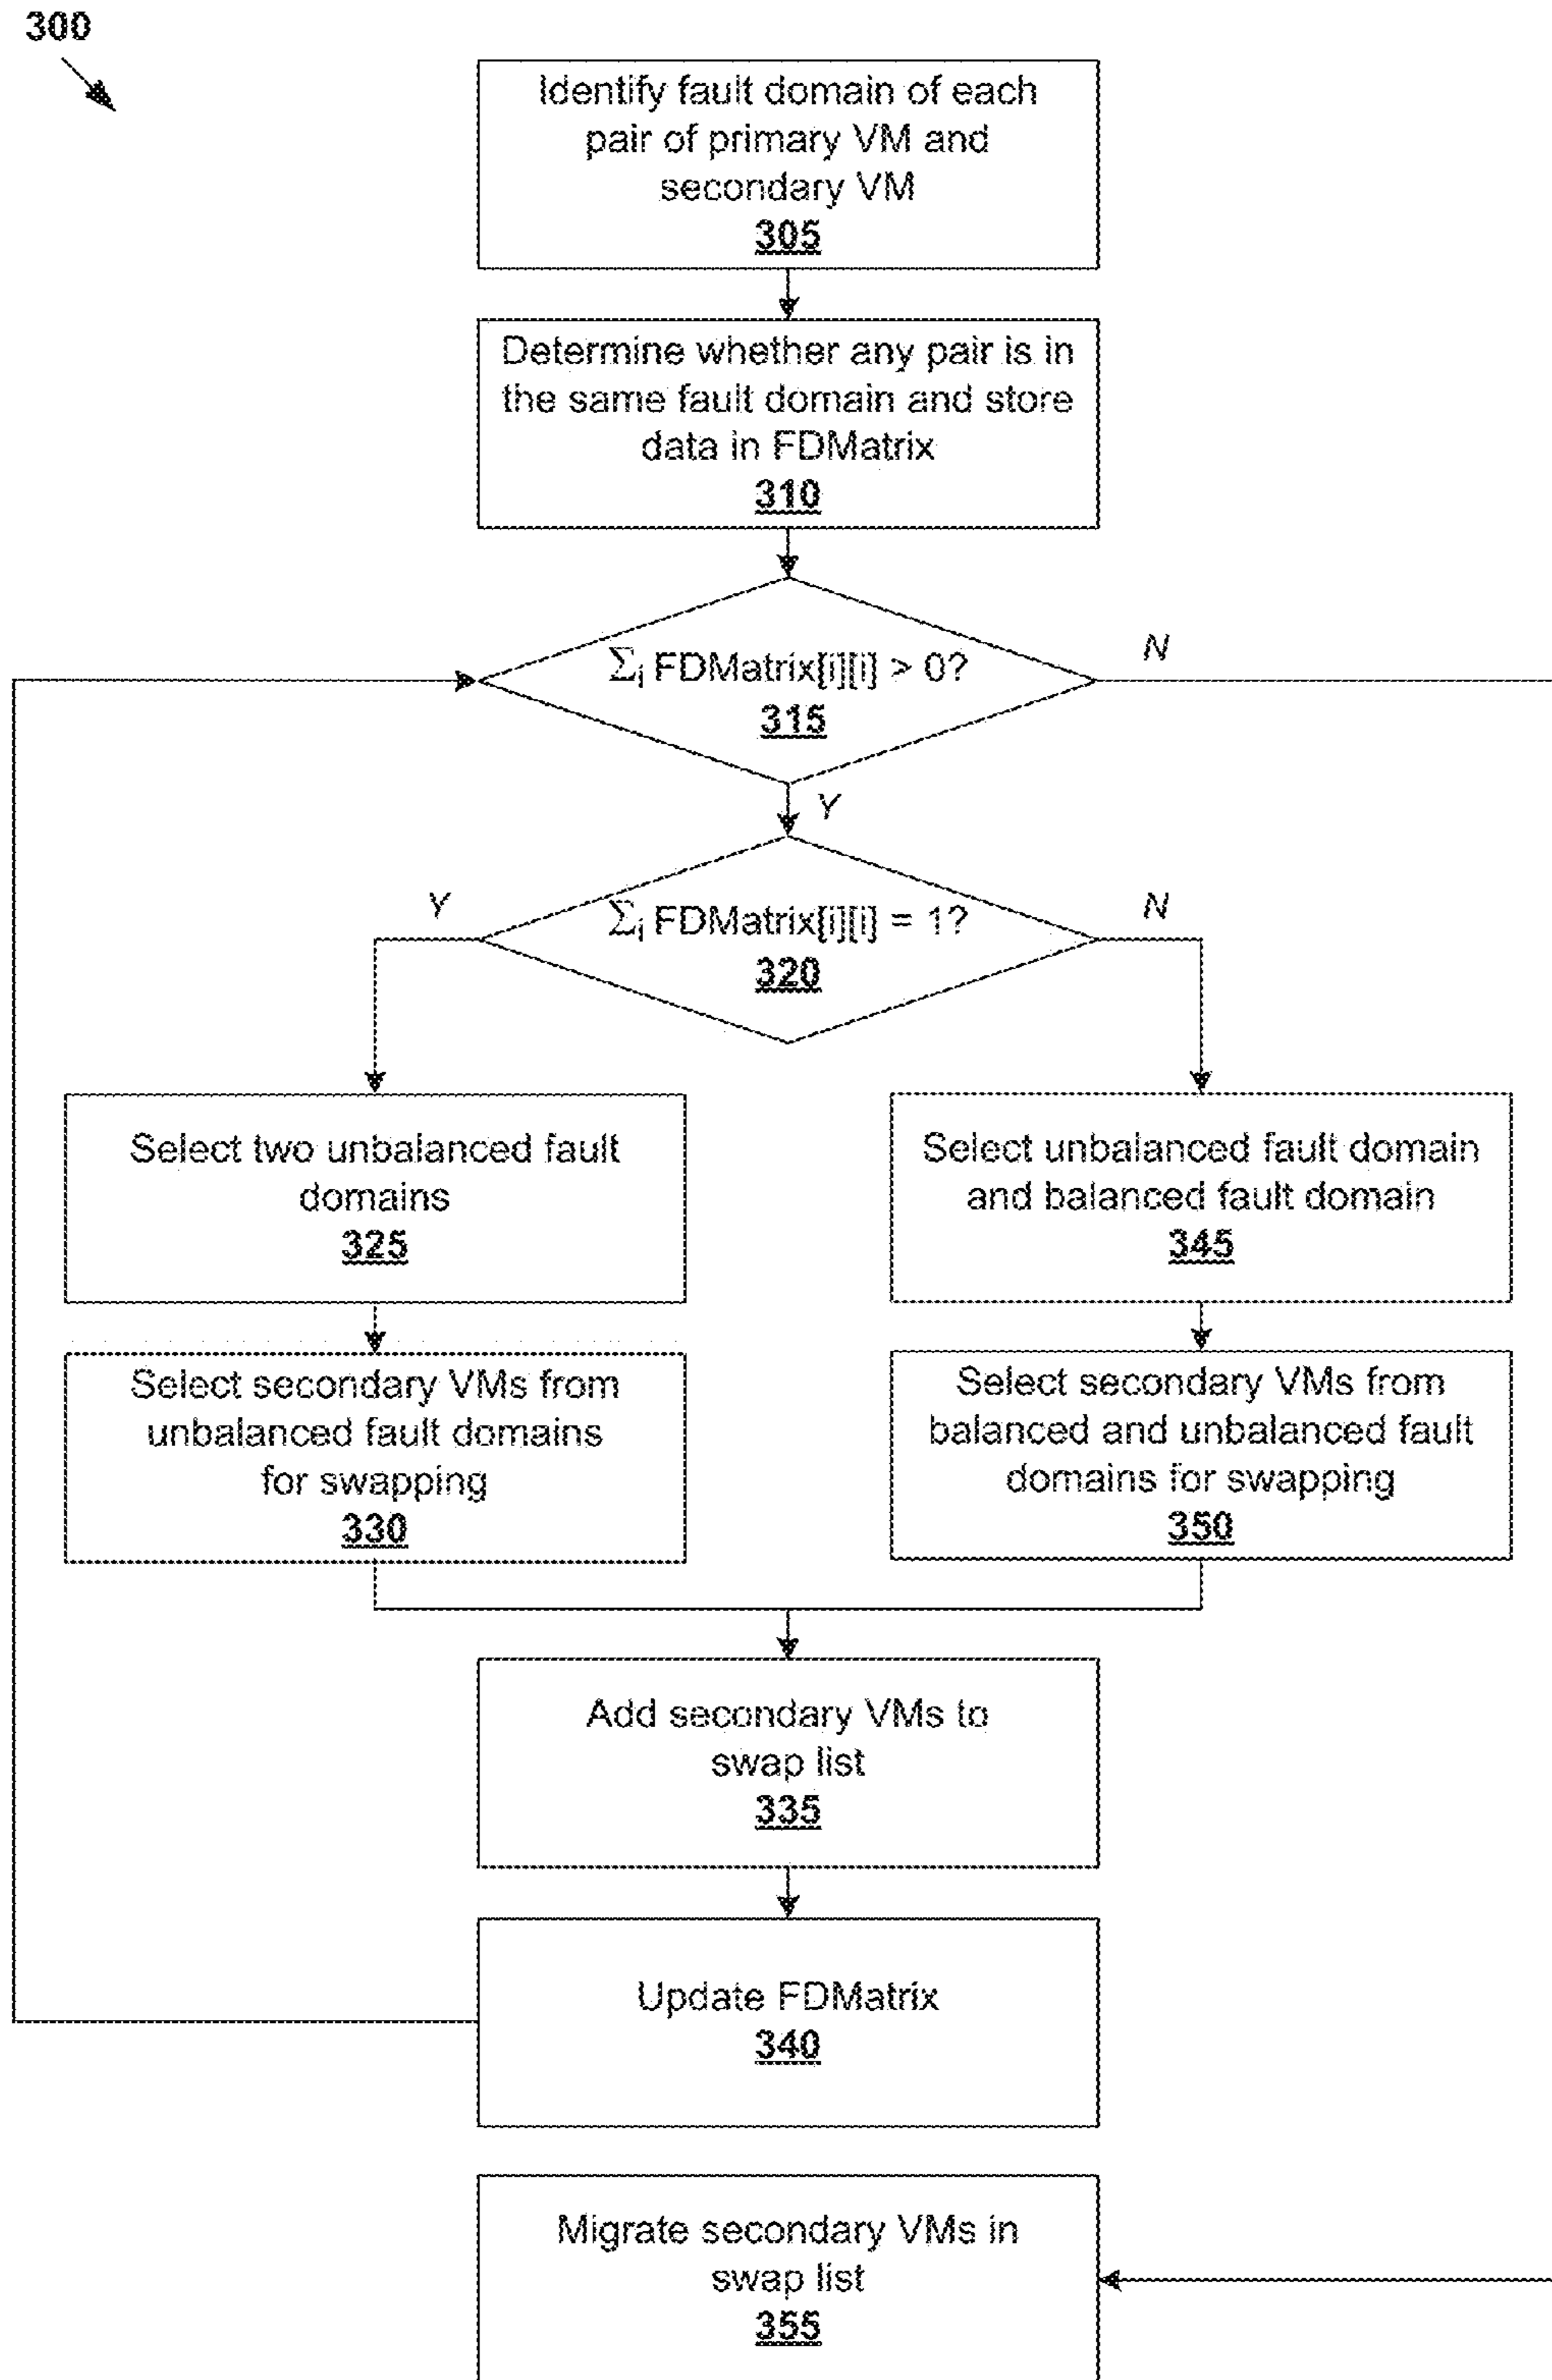 300
Identify fault domain of each
pair of primary VM and
secondary VM
305
Determine whether any pair is in
the same fault domain and store
data in FDMatrix
310
Σi FDMatrix[i][i] > 0?
315
N
Y
Σi FDMatrix[i][i] = 1?
320
Y
N
Select two unbalanced fault
domains
325
Select unbalanced fault domain
and balanced fault domain
345
Select secondary VMs from
unbalanced fault domains
for swapping
330
Select secondary VMs from
balanced and unbalanced fault
domains for swapping
350
Add secondary VMs to
swap list
335
Update FDMatrix
340
Migrate secondary VMs in
swap list
355